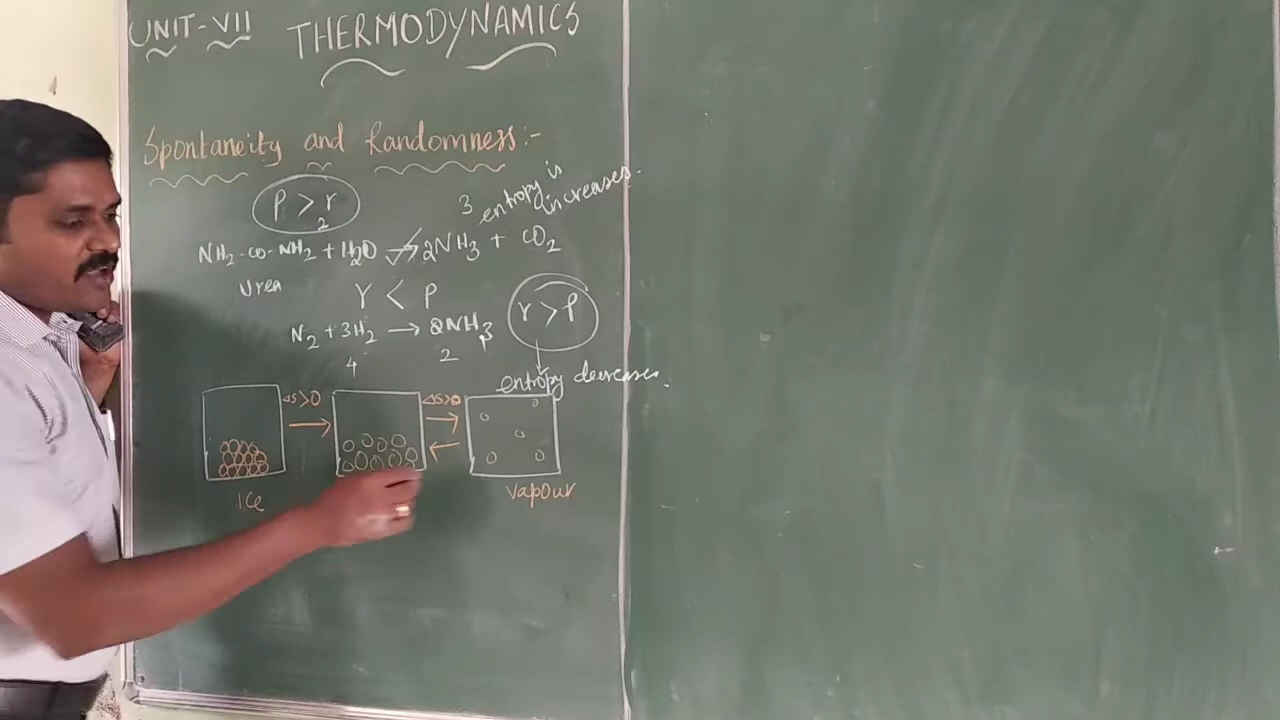 UNIT-VII THERMODYNAMICS
Spontaneity and Randomness:-
P > r
2
3
entropy is
increases.
NH2-CO-NH2 + H2O → 2NH3 + CO2
Urea
r < P
r > P
N2 + 3H2 → 2NH3
4
2
entropy decreases.
ΔS>0
ΔS>0
Ice
Vapour